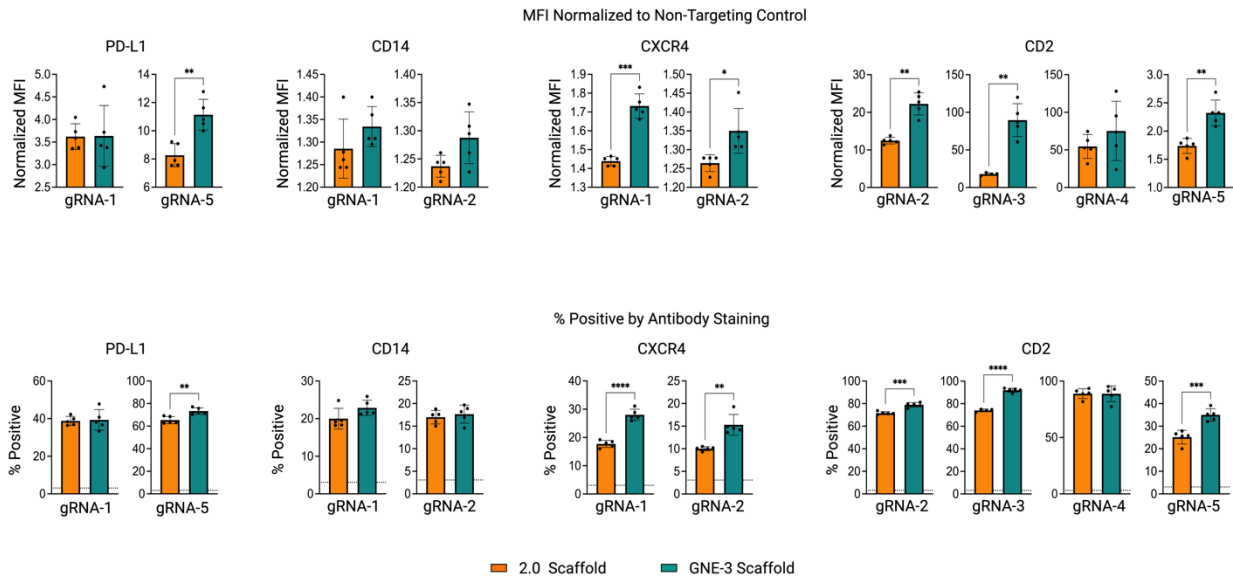 MFI Normalized to Non-Targeting Control
PD-L1 CD14 CXCR4 CD2
Normalized MFI
5.0 4.5 4.0 3.5 3.0 2.5
gRNA-1
14 12 10 8 6
**
gRNA-5
Normalized MFI
1.45 1.40 1.35 1.30 1.25 1.20
gRNA-1
1.40 1.35 1.30 1.25 1.20
gRNA-2
Normalized MFI
1.9 1.8 1.7 1.6 1.5 1.4 1.3
***
gRNA-1
1.50 1.45 1.40 1.35 1.30 1.25 1.20
*
gRNA-2
Normalized MFI
30 20 10 0
**
gRNA-2
150 100 50 0
**
gRNA-3
150 100 50 0
gRNA-4
3.0 2.5 2.0 1.5 1.0
**
gRNA-5
% Positive by Antibody Staining
PD-L1 CD14 CXCR4 CD2
% Positive
60 40 20 0
gRNA-1
100 80 60 40 20 0
**
gRNA-5
% Positive
30 20 10 0
gRNA-1
25 20 15 10 5 0
gRNA-2
% Positive
40 30 20 10 0
****
gRNA-1
25 20 15 10 5 0
**
gRNA-2
% Positive
100 80 60 40 20 0
***
gRNA-2
100 80 60 40 20 0
****
gRNA-3
100 50 0
gRNA-4
50 40 30 20 10 0
***
gRNA-5
2.0 Scaffold GNE-3 Scaffold